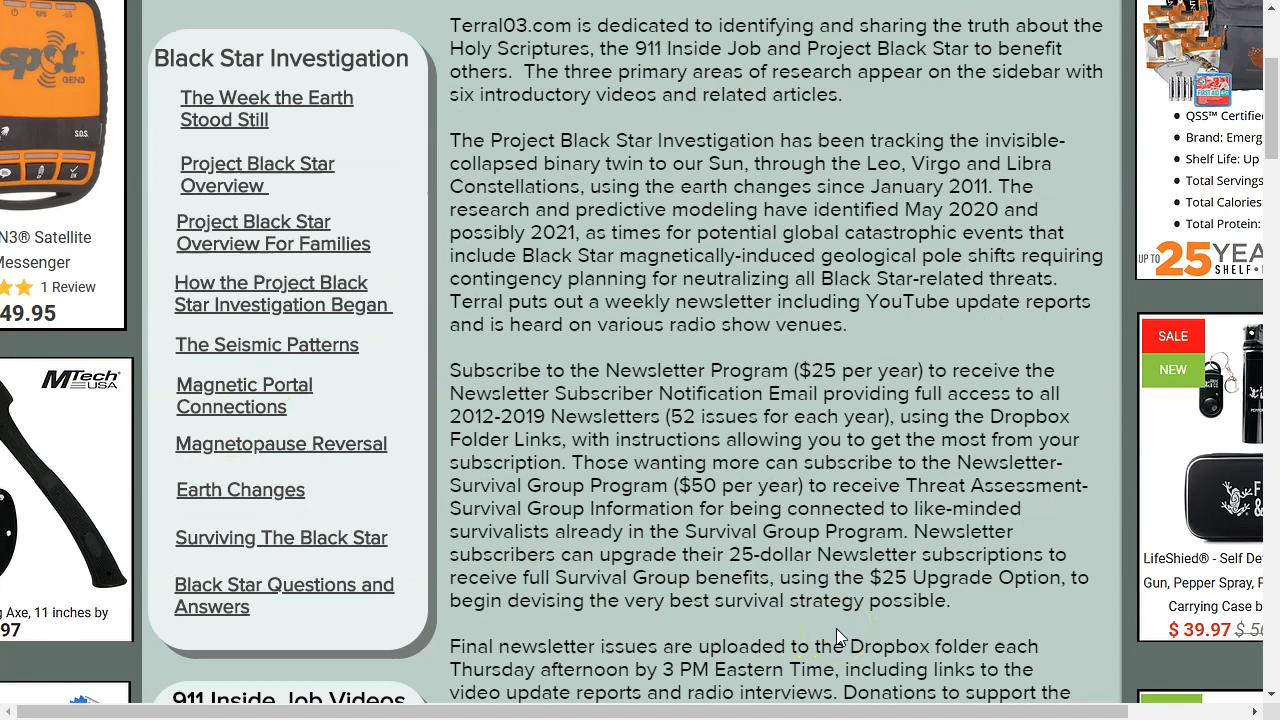 Black Star Investigation
The Week the Earth
Stood Still
Project Black Star
Overview
Project Black Star
Overview For Families
How the Project Black
Star Investigation Began
The Seismic Patterns
Magnetic Portal
Connections
Magnetopause Reversal
Earth Changes
Surviving The Black Star
Black Star Questions and
Answers
911 Inside Job Videos
Terral03.com is dedicated to identifying and sharing the truth about the
Holy Scriptures, the 911 Inside Job and Project Black Star to benefit
others.  The three primary areas of research appear on the sidebar with
six introductory videos and related articles.
The Project Black Star Investigation has been tracking the invisible-
collapsed binary twin to our Sun, through the Leo, Virgo and Libra
Constellations, using the earth changes since January 2011. The
research and predictive modeling have identified May 2020 and
possibly 2021, as times for potential global catastrophic events that
include Black Star magnetically-induced geological pole shifts requiring
contingency planning for neutralizing all Black Star-related threats.
Terral puts out a weekly newsletter including YouTube update reports
and is heard on various radio show venues.
Subscribe to the Newsletter Program ($25 per year) to receive the
Newsletter Subscriber Notification Email providing full access to all
2012-2019 Newsletters (52 issues for each year), using the Dropbox
Folder Links, with instructions allowing you to get the most from your
subscription. Those wanting more can subscribe to the Newsletter-
Survival Group Program ($50 per year) to receive Threat Assessment-
Survival Group Information for being connected to like-minded
survivalists already in the Survival Group Program. Newsletter
subscribers can upgrade their 25-dollar Newsletter subscriptions to
receive full Survival Group benefits, using the $25 Upgrade Option, to
begin devising the very best survival strategy possible.
Final newsletter issues are uploaded to the Dropbox folder each
Thursday afternoon by 3 PM Eastern Time, including links to the
video update reports and radio interviews. Donations to support the
spot
GEN3
S.O.S.
OK
N3® Satellite
Messenger
1 Review
49.95
MTech
USA
Axe, 11 inches by
97
FIRST AID
QSS™ Certifie
Brand: Emerg
Shelf Life: Up
Total Servings
Total Calories
Total Protein:
UP TO 25 YEA
SHELF
SALE
NEW
LifeShied® - Self De
Gun, Pepper Spray, F
Carrying Case b
$ 39.97 $ 56